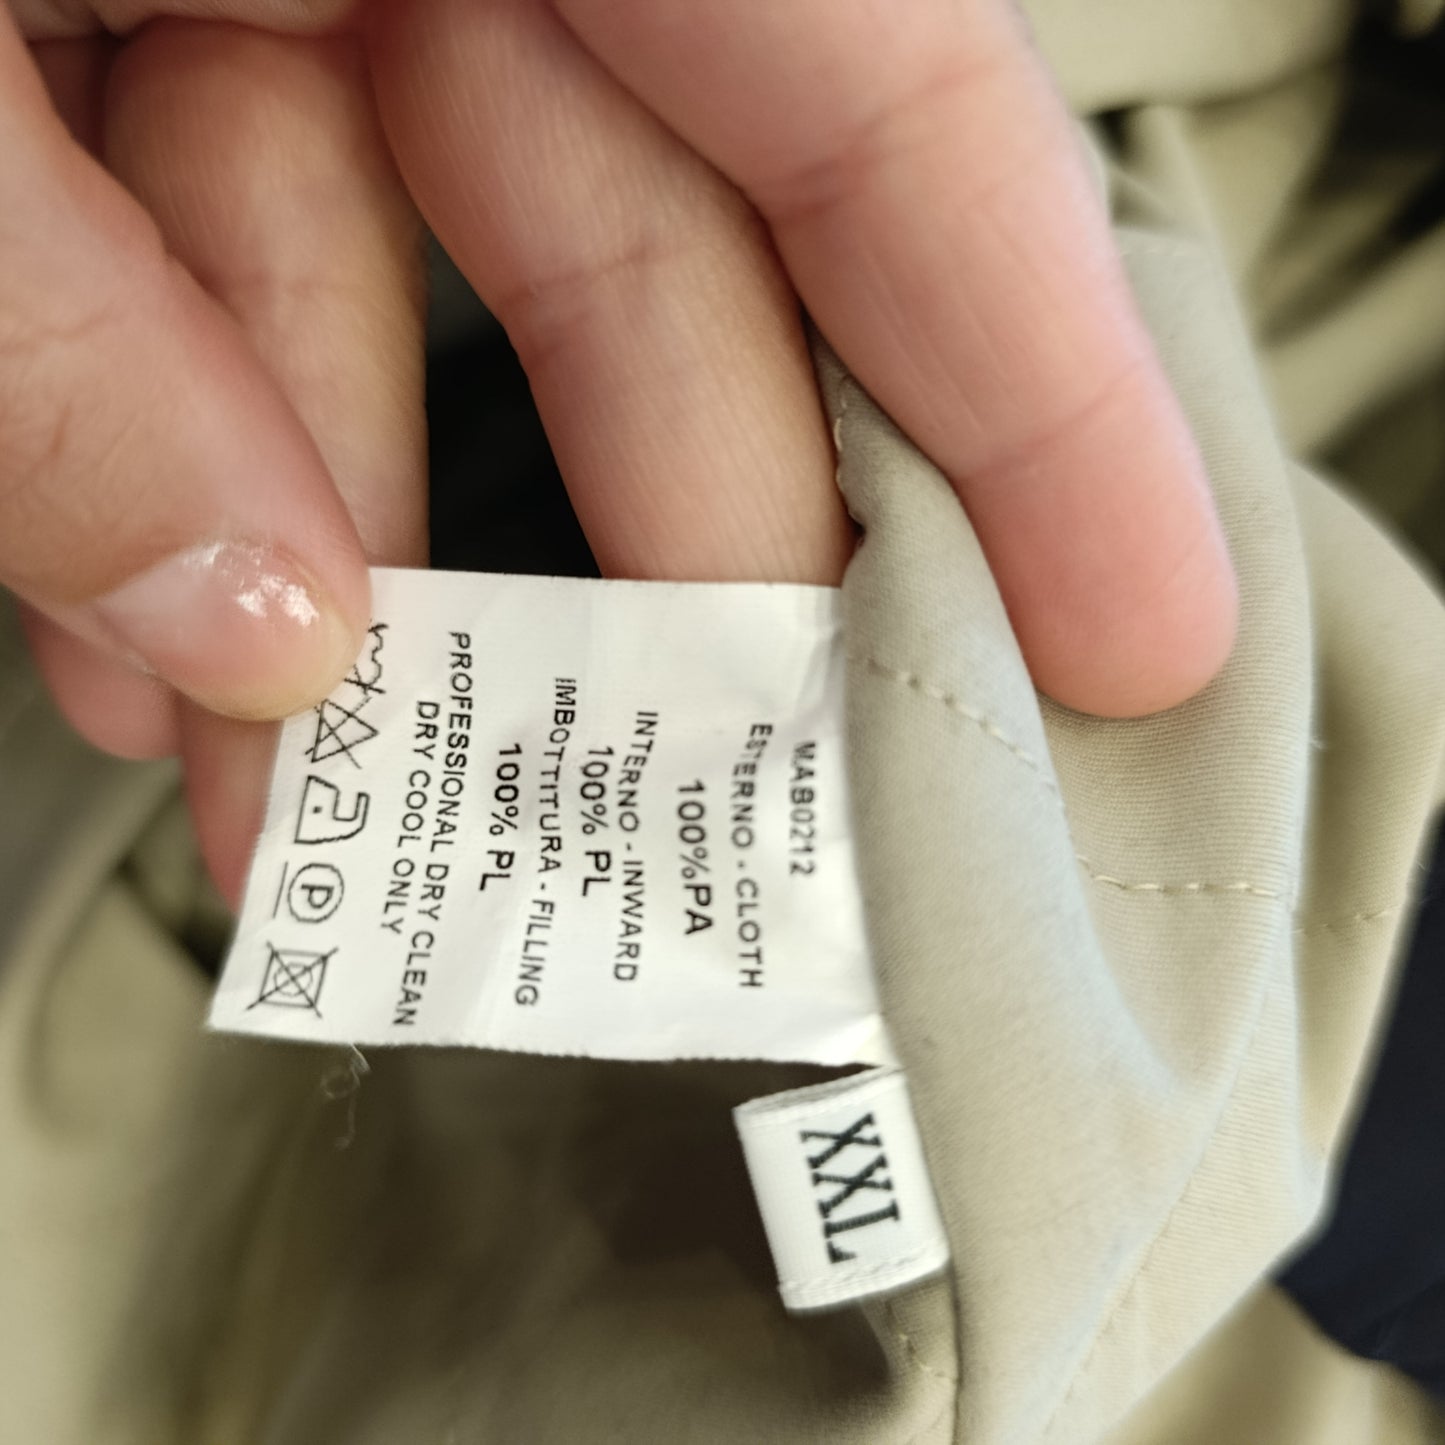 MAB0212
ESTERNO - CLOTH
100%PA
INTERNO - INWARD
100% PL
IMBOTTITURA - FILLING
100% PL
PROFESSIONAL DRY CLEAN
DRY COOL ONLY
P
XXL